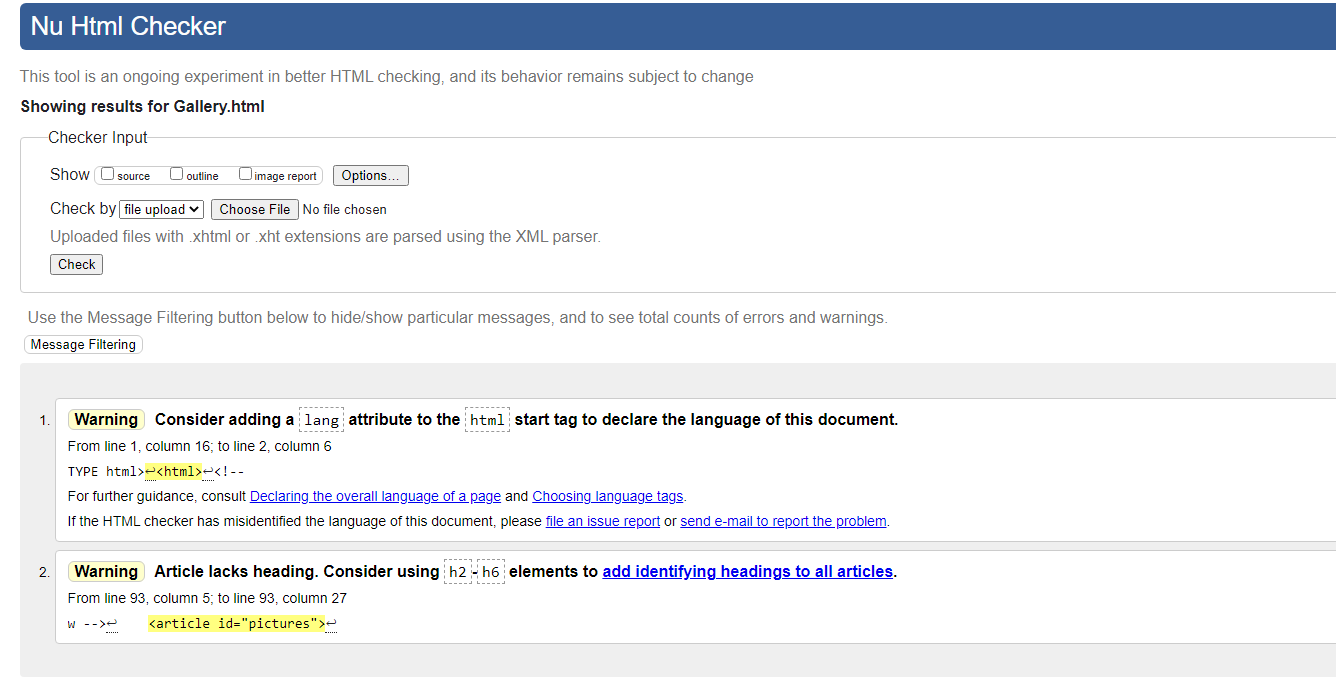 Nu Html Checker
This tool is an ongoing experiment in better HTML checking, and its behavior remains subject to change
Showing results for Gallery.html
Checker Input
Show source outline image report Options...
Check by file upload Choose File No file chosen
Uploaded files with .xhtml or .xht extensions are parsed using the XML parser.
Check
Use the Message Filtering button below to hide/show particular messages, and to see total counts of errors and warnings.
Message Filtering
1. Warning Consider adding a lang attribute to the html start tag to declare the language of this document.
From line 1, column 16; to line 2, column 6
TYPE html>↩<html>↩<!--
For further guidance, consult Declaring the overall language of a page and Choosing language tags.
If the HTML checker has misidentified the language of this document, please file an issue report or send e-mail to report the problem.
2. Warning Article lacks heading. Consider using h2-h6 elements to add identifying headings to all articles.
From line 93, column 5; to line 93, column 27
w -->↩    <article id="pictures">↩